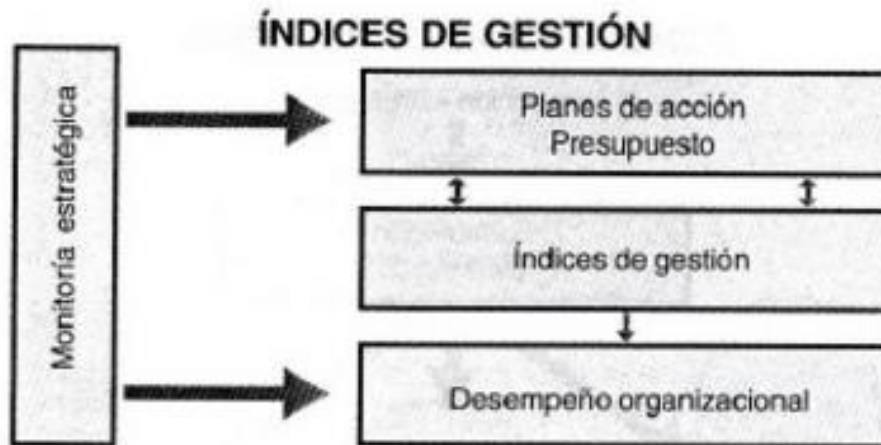 ÍNDICES DE GESTIÓN
Monitoría estratégica
Planes de acción
Presupuesto
Índices de gestión
Desempeño organizacional